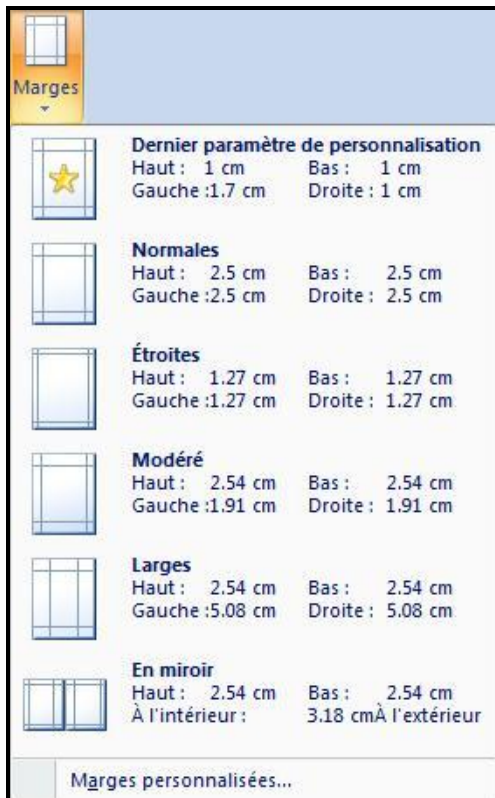 Marges
Dernier paramètre de personnalisation
Haut : 1 cm Bas : 1 cm
Gauche :1.7 cm Droite : 1 cm
Normales
Haut : 2.5 cm Bas : 2.5 cm
Gauche :2.5 cm Droite : 2.5 cm
Étroites
Haut : 1.27 cm Bas : 1.27 cm
Gauche :1.27 cm Droite : 1.27 cm
Modéré
Haut : 2.54 cm Bas : 2.54 cm
Gauche :1.91 cm Droite : 1.91 cm
Larges
Haut : 2.54 cm Bas : 2.54 cm
Gauche :5.08 cm Droite : 5.08 cm
En miroir
Haut : 2.54 cm Bas : 2.54 cm
À l'intérieur : 3.18 cmÀ l'extérieur
Marges personnalisées...